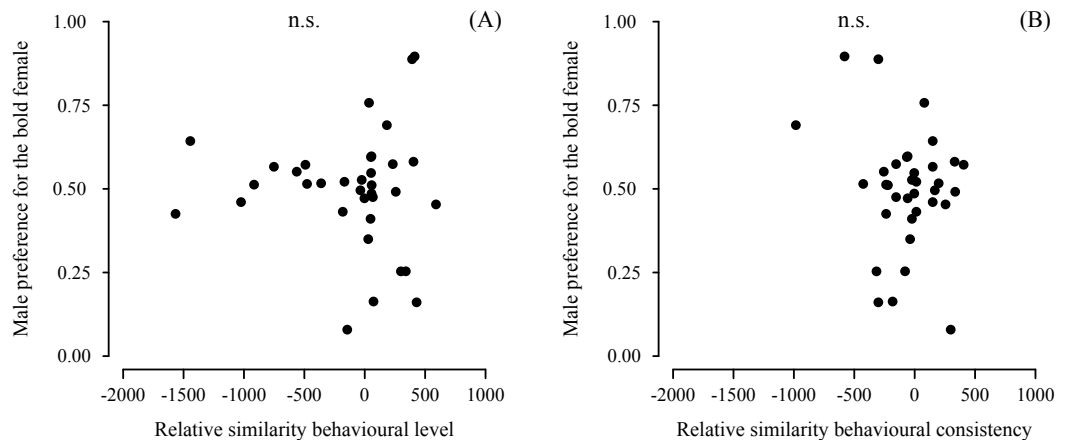 n.s.
(A)
Male preference for the bold female
1.00
0.75
0.50
0.25
0.00
-2000 -1500 -1000 -500 0 500 1000
Relative similarity behavioural level
n.s.
(B)
Male preference for the bold female
1.00
0.75
0.50
0.25
0.00
-2000 -1500 -1000 -500 0 500 1000
Relative similarity behavioural consistency